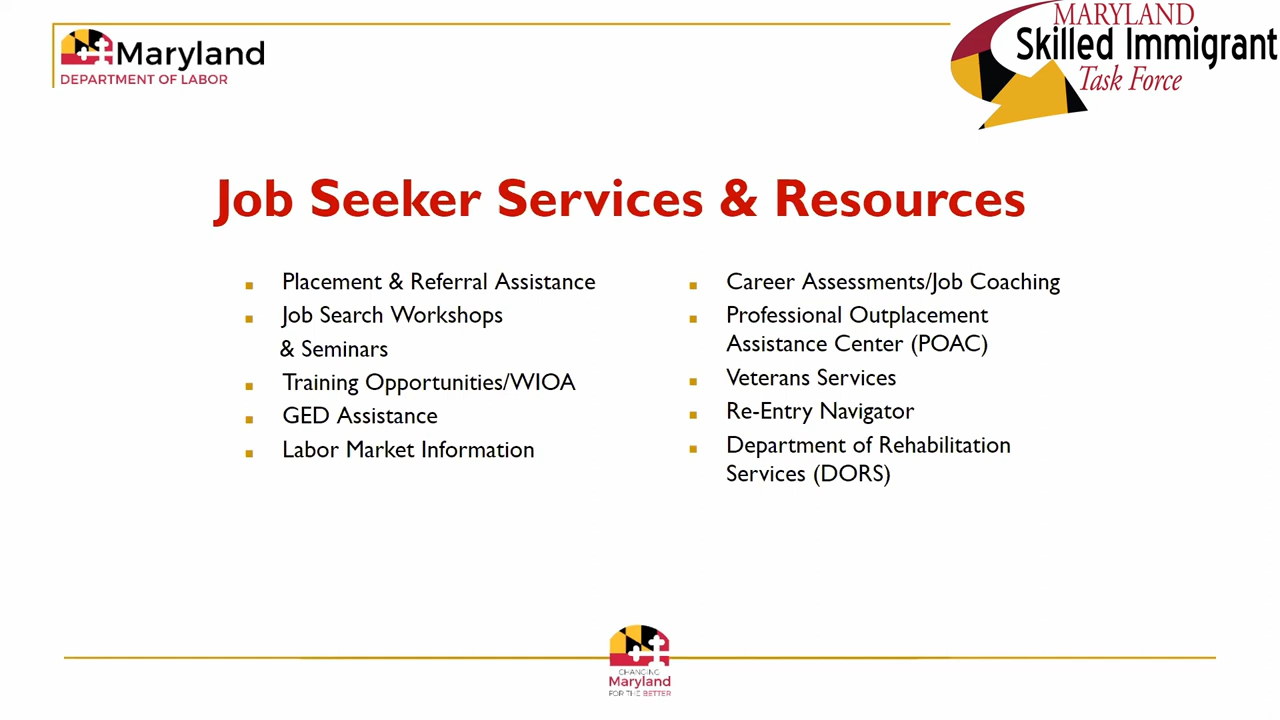 Maryland
DEPARTMENT OF LABOR
MARYLAND
Skilled Immigrant
Task Force
Job Seeker Services & Resources
Placement & Referral Assistance
Job Search Workshops
& Seminars
Training Opportunities/WIOA
GED Assistance
Labor Market Information
Career Assessments/Job Coaching
Professional Outplacement
Assistance Center (POAC)
Veterans Services
Re-Entry Navigator
Department of Rehabilitation
Services (DORS)
CHANGING
Maryland
FOR THE BETTER